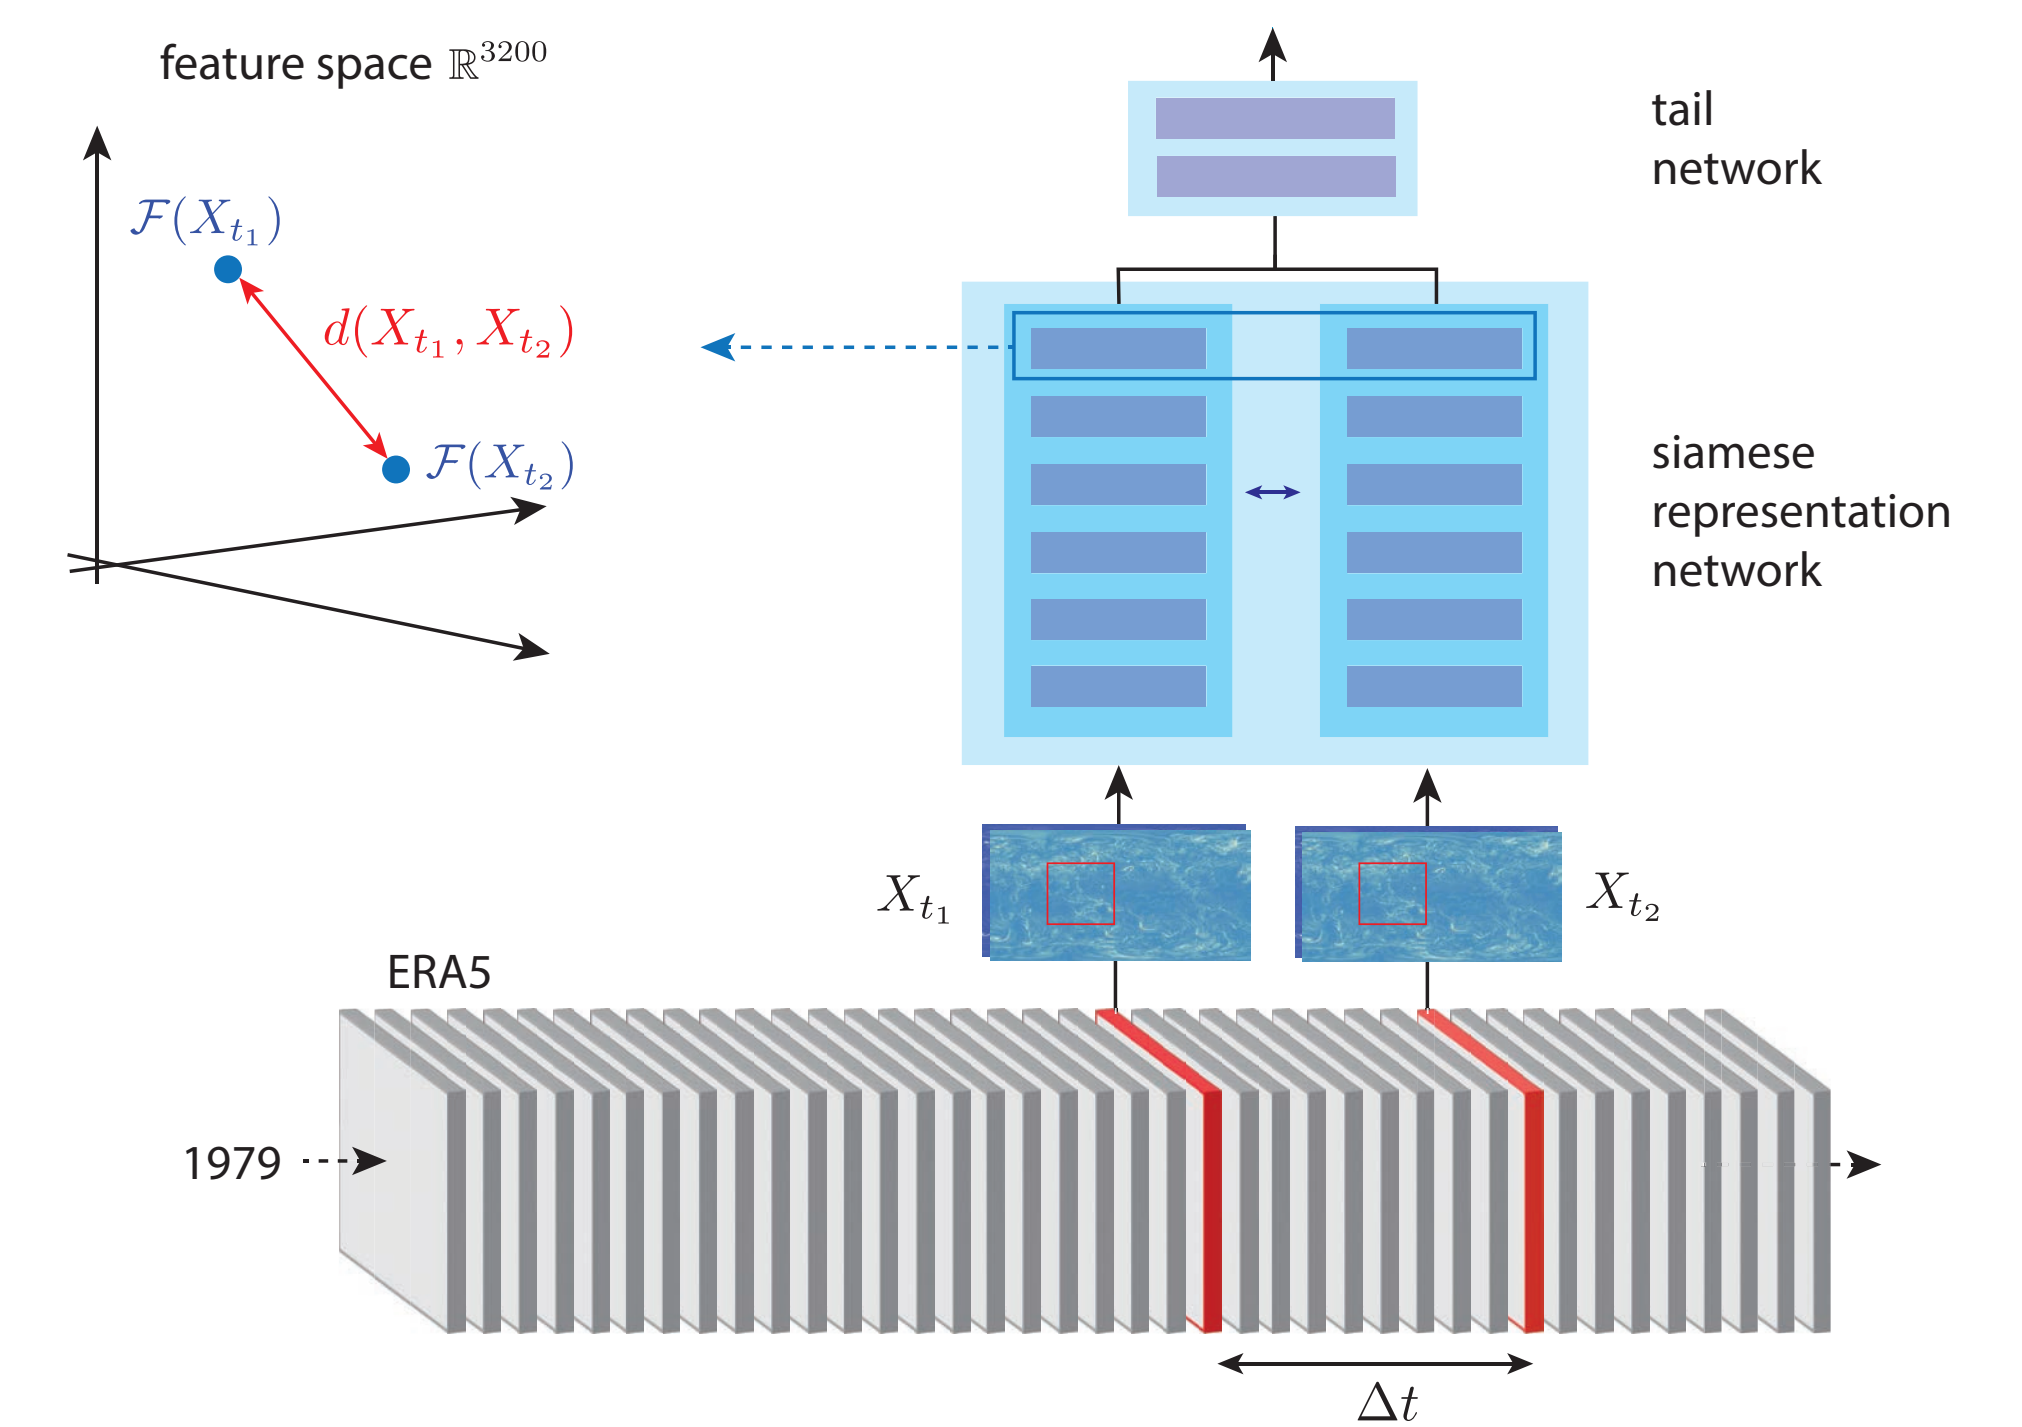 feature space ℝ³²⁰⁰
ℱ(X_{t₁})
d(X_{t₁}, X_{t₂})
ℱ(X_{t₂})
tail
network
siamese
representation
network
X_{t₁}
X_{t₂}
ERA5
1979
Δt